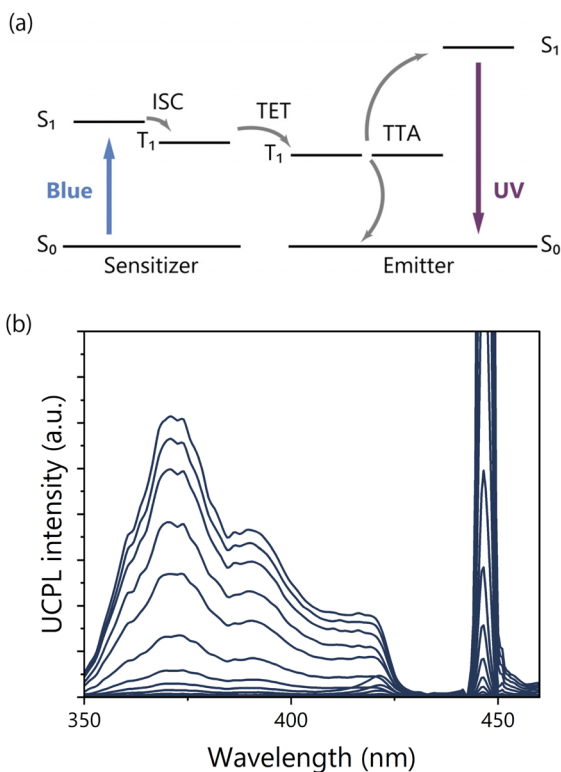 (a)
S₁
ISC
TET
S₁
T₁
T₁
TTA
Blue
UV
S₀
S₀
Sensitizer
Emitter
(b)
UCPL intensity (a.u.)
350
400
450
Wavelength (nm)